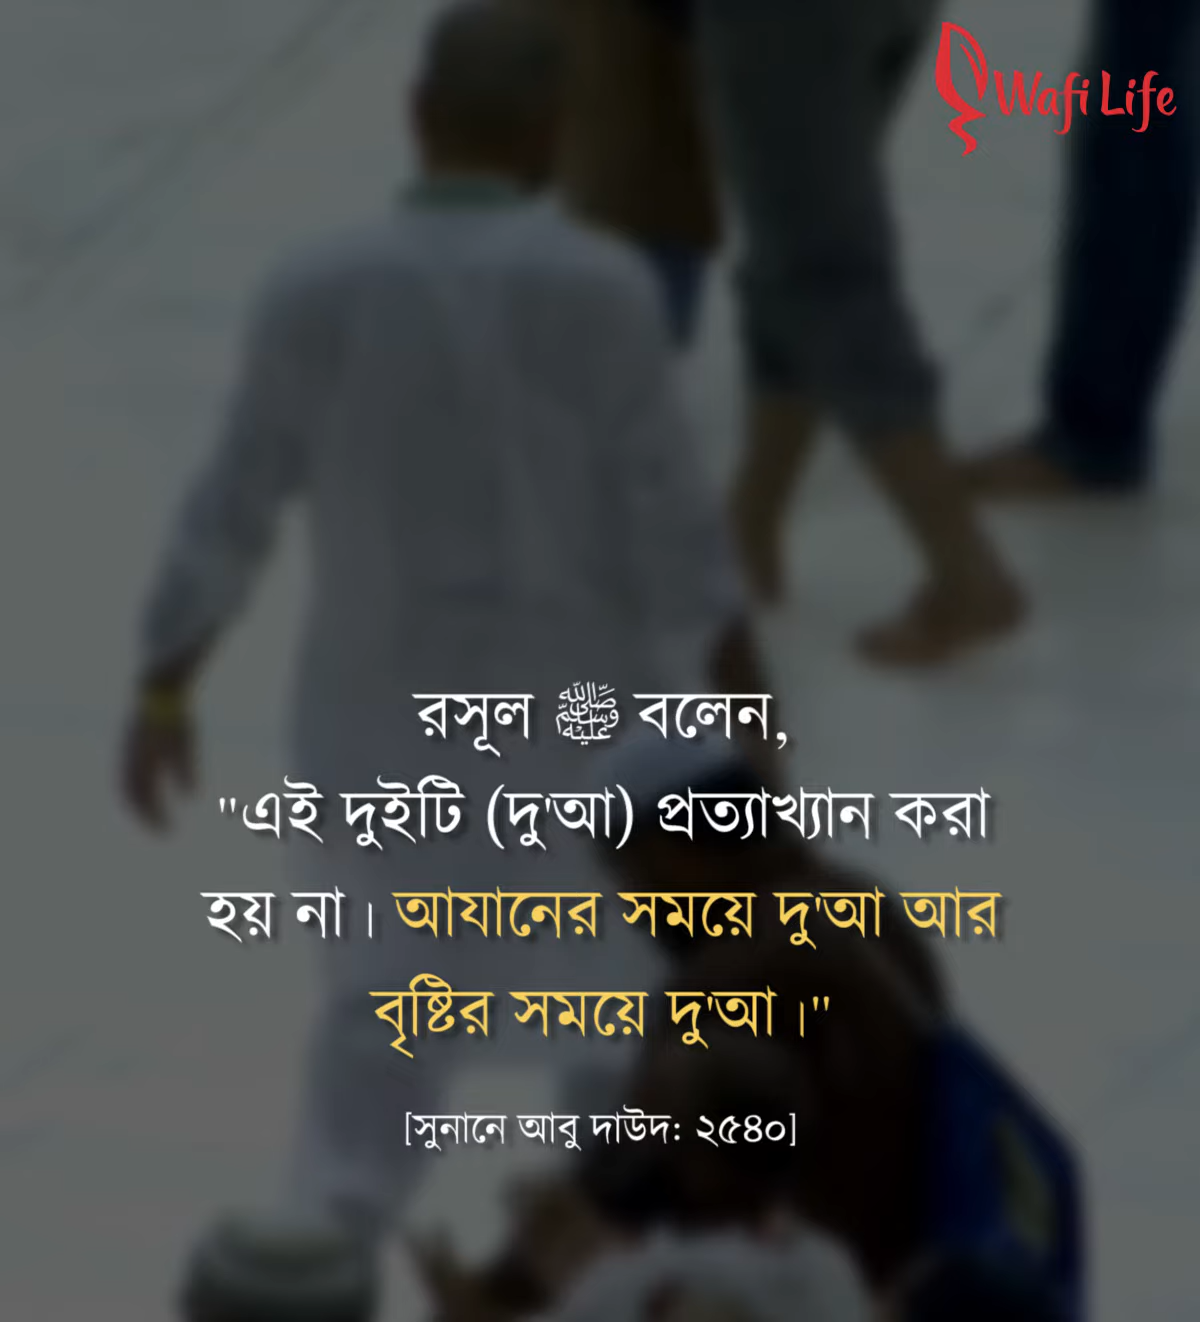 Wafi Life
রসূল ﷺ বলেন,
"এই দুইটি (দু'আ) প্রত্যাখ্যান করা
হয় না। আযানের সময়ে দু'আ আর
বৃষ্টির সময়ে দু'আ।"
[সুনানে আবু দাউদ: ২৫৪০]